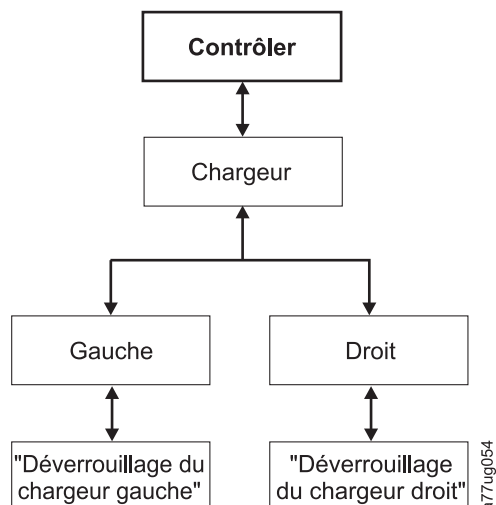 Contrôler
Chargeur
Gauche
Droit
"Déverrouillage du
chargeur gauche"
"Déverrouillage
du chargeur droit"
a77ug054